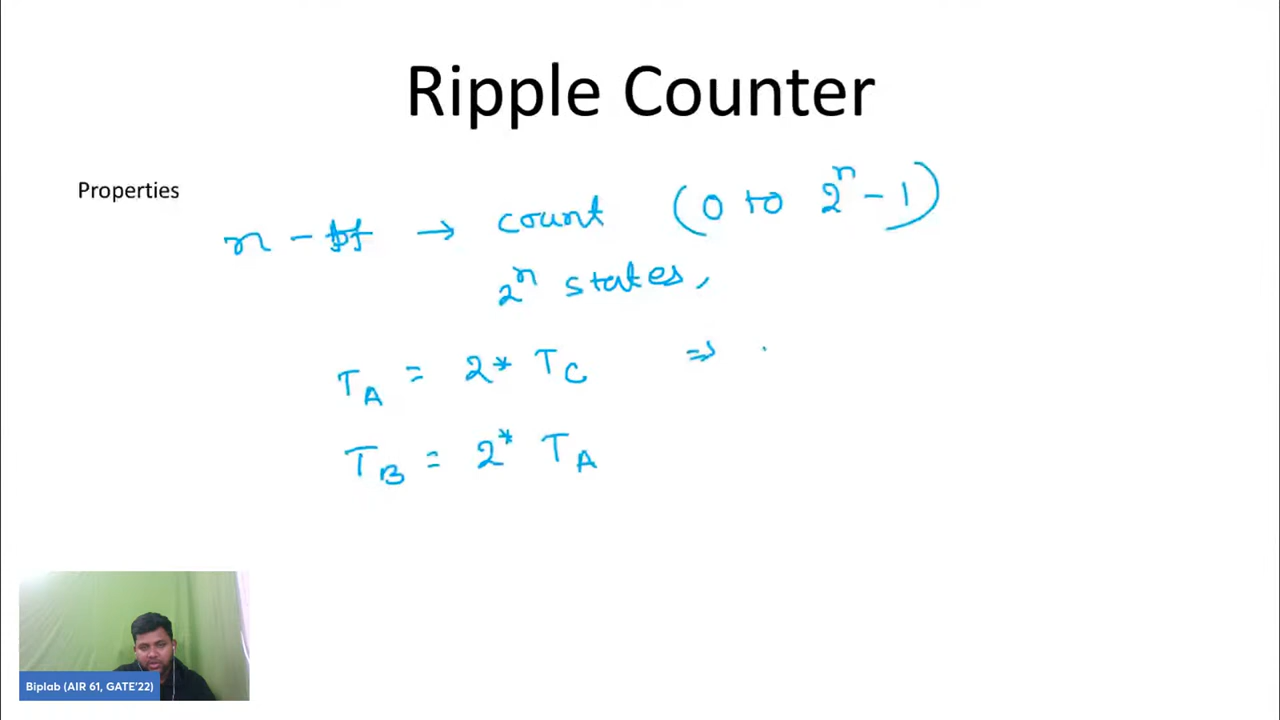 Ripple Counter
Properties
n - ff → count (0 to 2ⁿ - 1)
2ⁿ states,
T_A = 2* T_C ⇒
T_B = 2* T_A
Biplab (AIR 61, GATE'22)